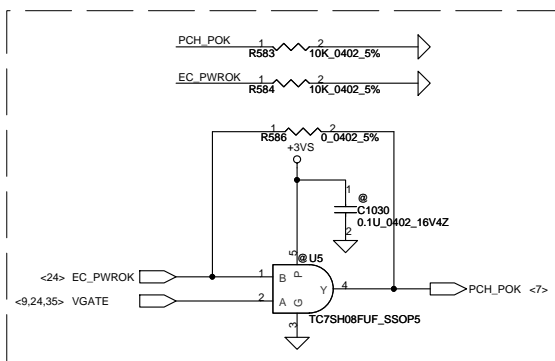 PCH_POK 1 2
R583 10K_0402_5%
EC_PWROK 1 2
R584 10K_0402_5%
1 2
R586 0_0402_5%
+3VS
1
@
C1030
0.1U_0402_16V4Z
2
5
@ U5
<24> EC_PWROK 1 B P
Y 4 PCH_POK <7>
<9,24,35> VGATE 2 A G
3
TC7SH08FUF_SSOP5